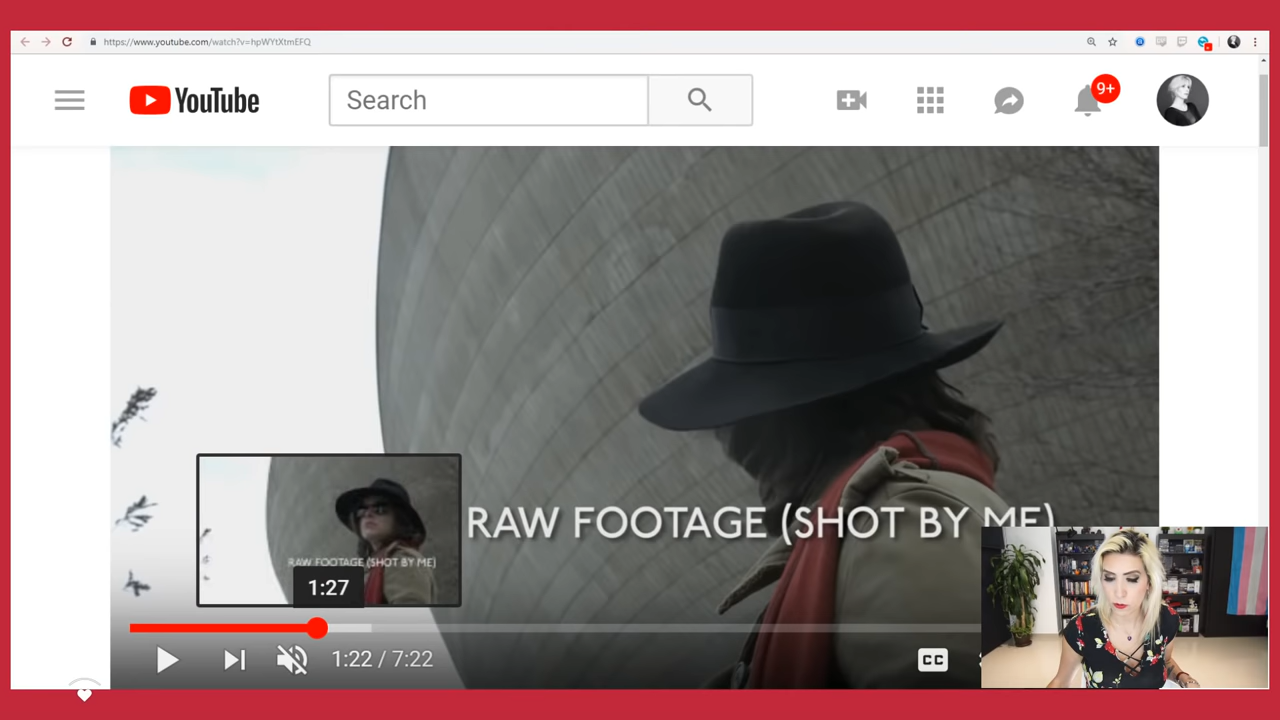 https://www.youtube.com/watch?v=hpWYtXtmEFQ
YouTube
Search
9+
RAW FOOTAGE (SHOT BY ME)
RAW FOOTAGE (SHOT BY ME)
1:27
1:22 / 7:22
CC